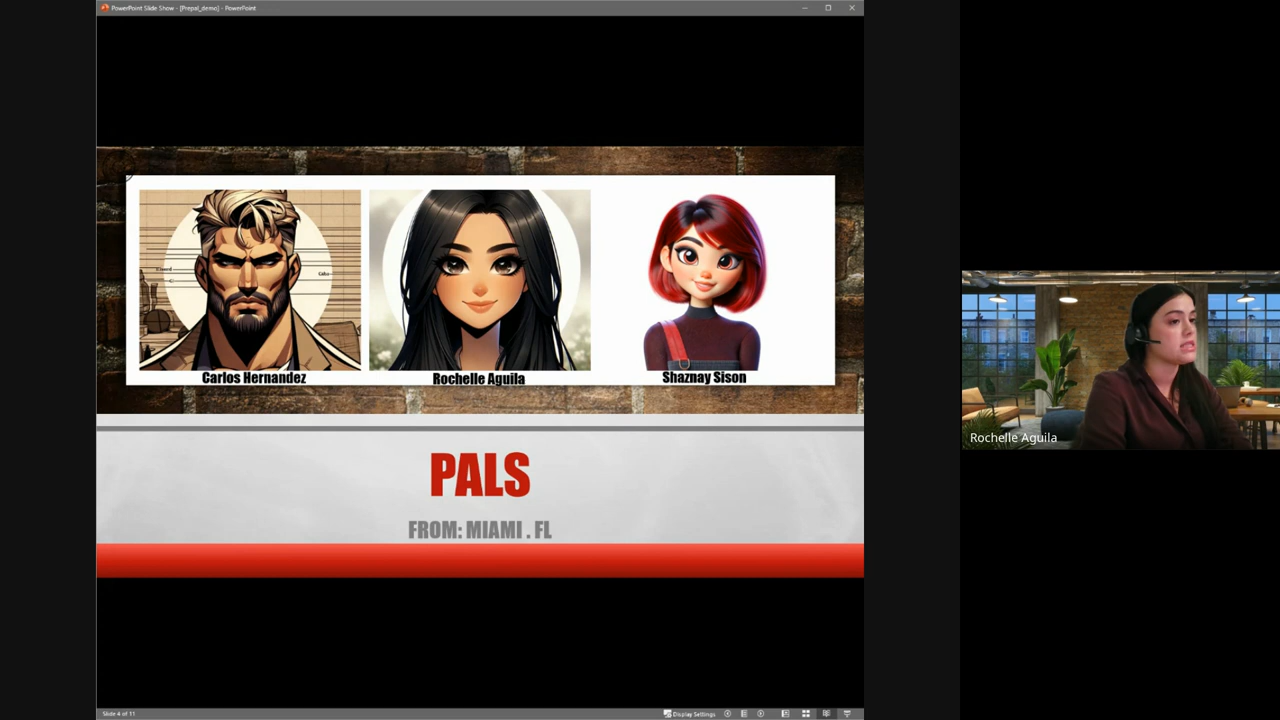 PowerPoint Slide Show - [Prepal_demo] - PowerPoint
Carlos Hernandez
Rochelle Aguila
Shaznay Sison
PALS
FROM: MIAMI . FL
Rochelle Aguila
Slide 4 of 11
Display Settings